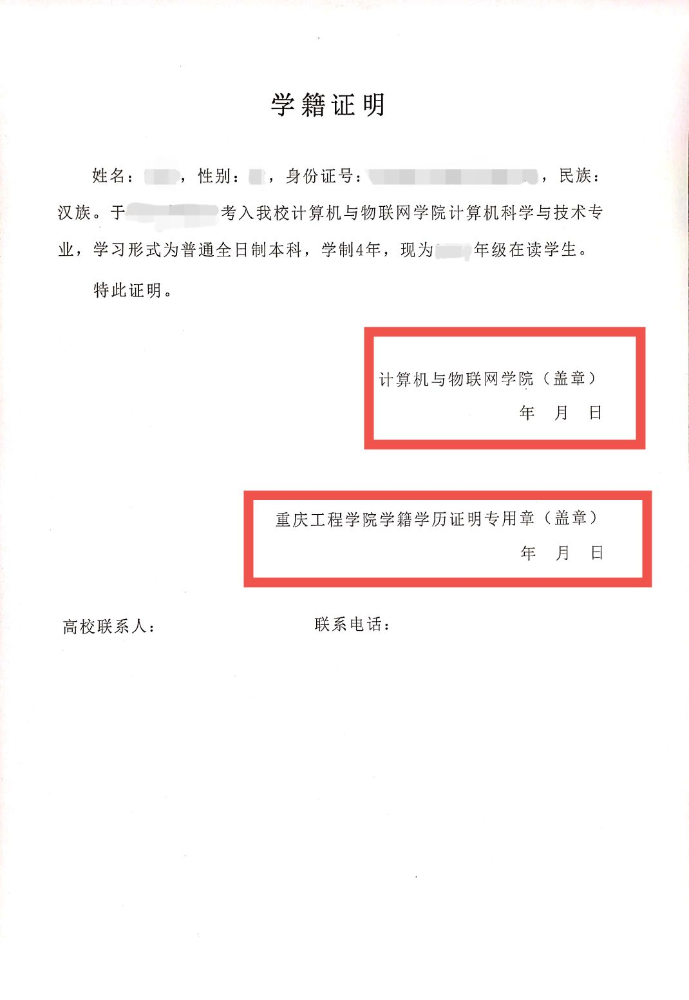 学籍证明
姓名：，性别：，身份证号：，民族：
汉族。于考入我校计算机与物联网学院计算机科学与技术专
业，学习形式为普通全日制本科，学制4年，现为年级在读学生。
特此证明。
计算机与物联网学院（盖章）
年 月 日
重庆工程学院学籍学历证明专用章（盖章）
年 月 日
高校联系人： 联系电话：